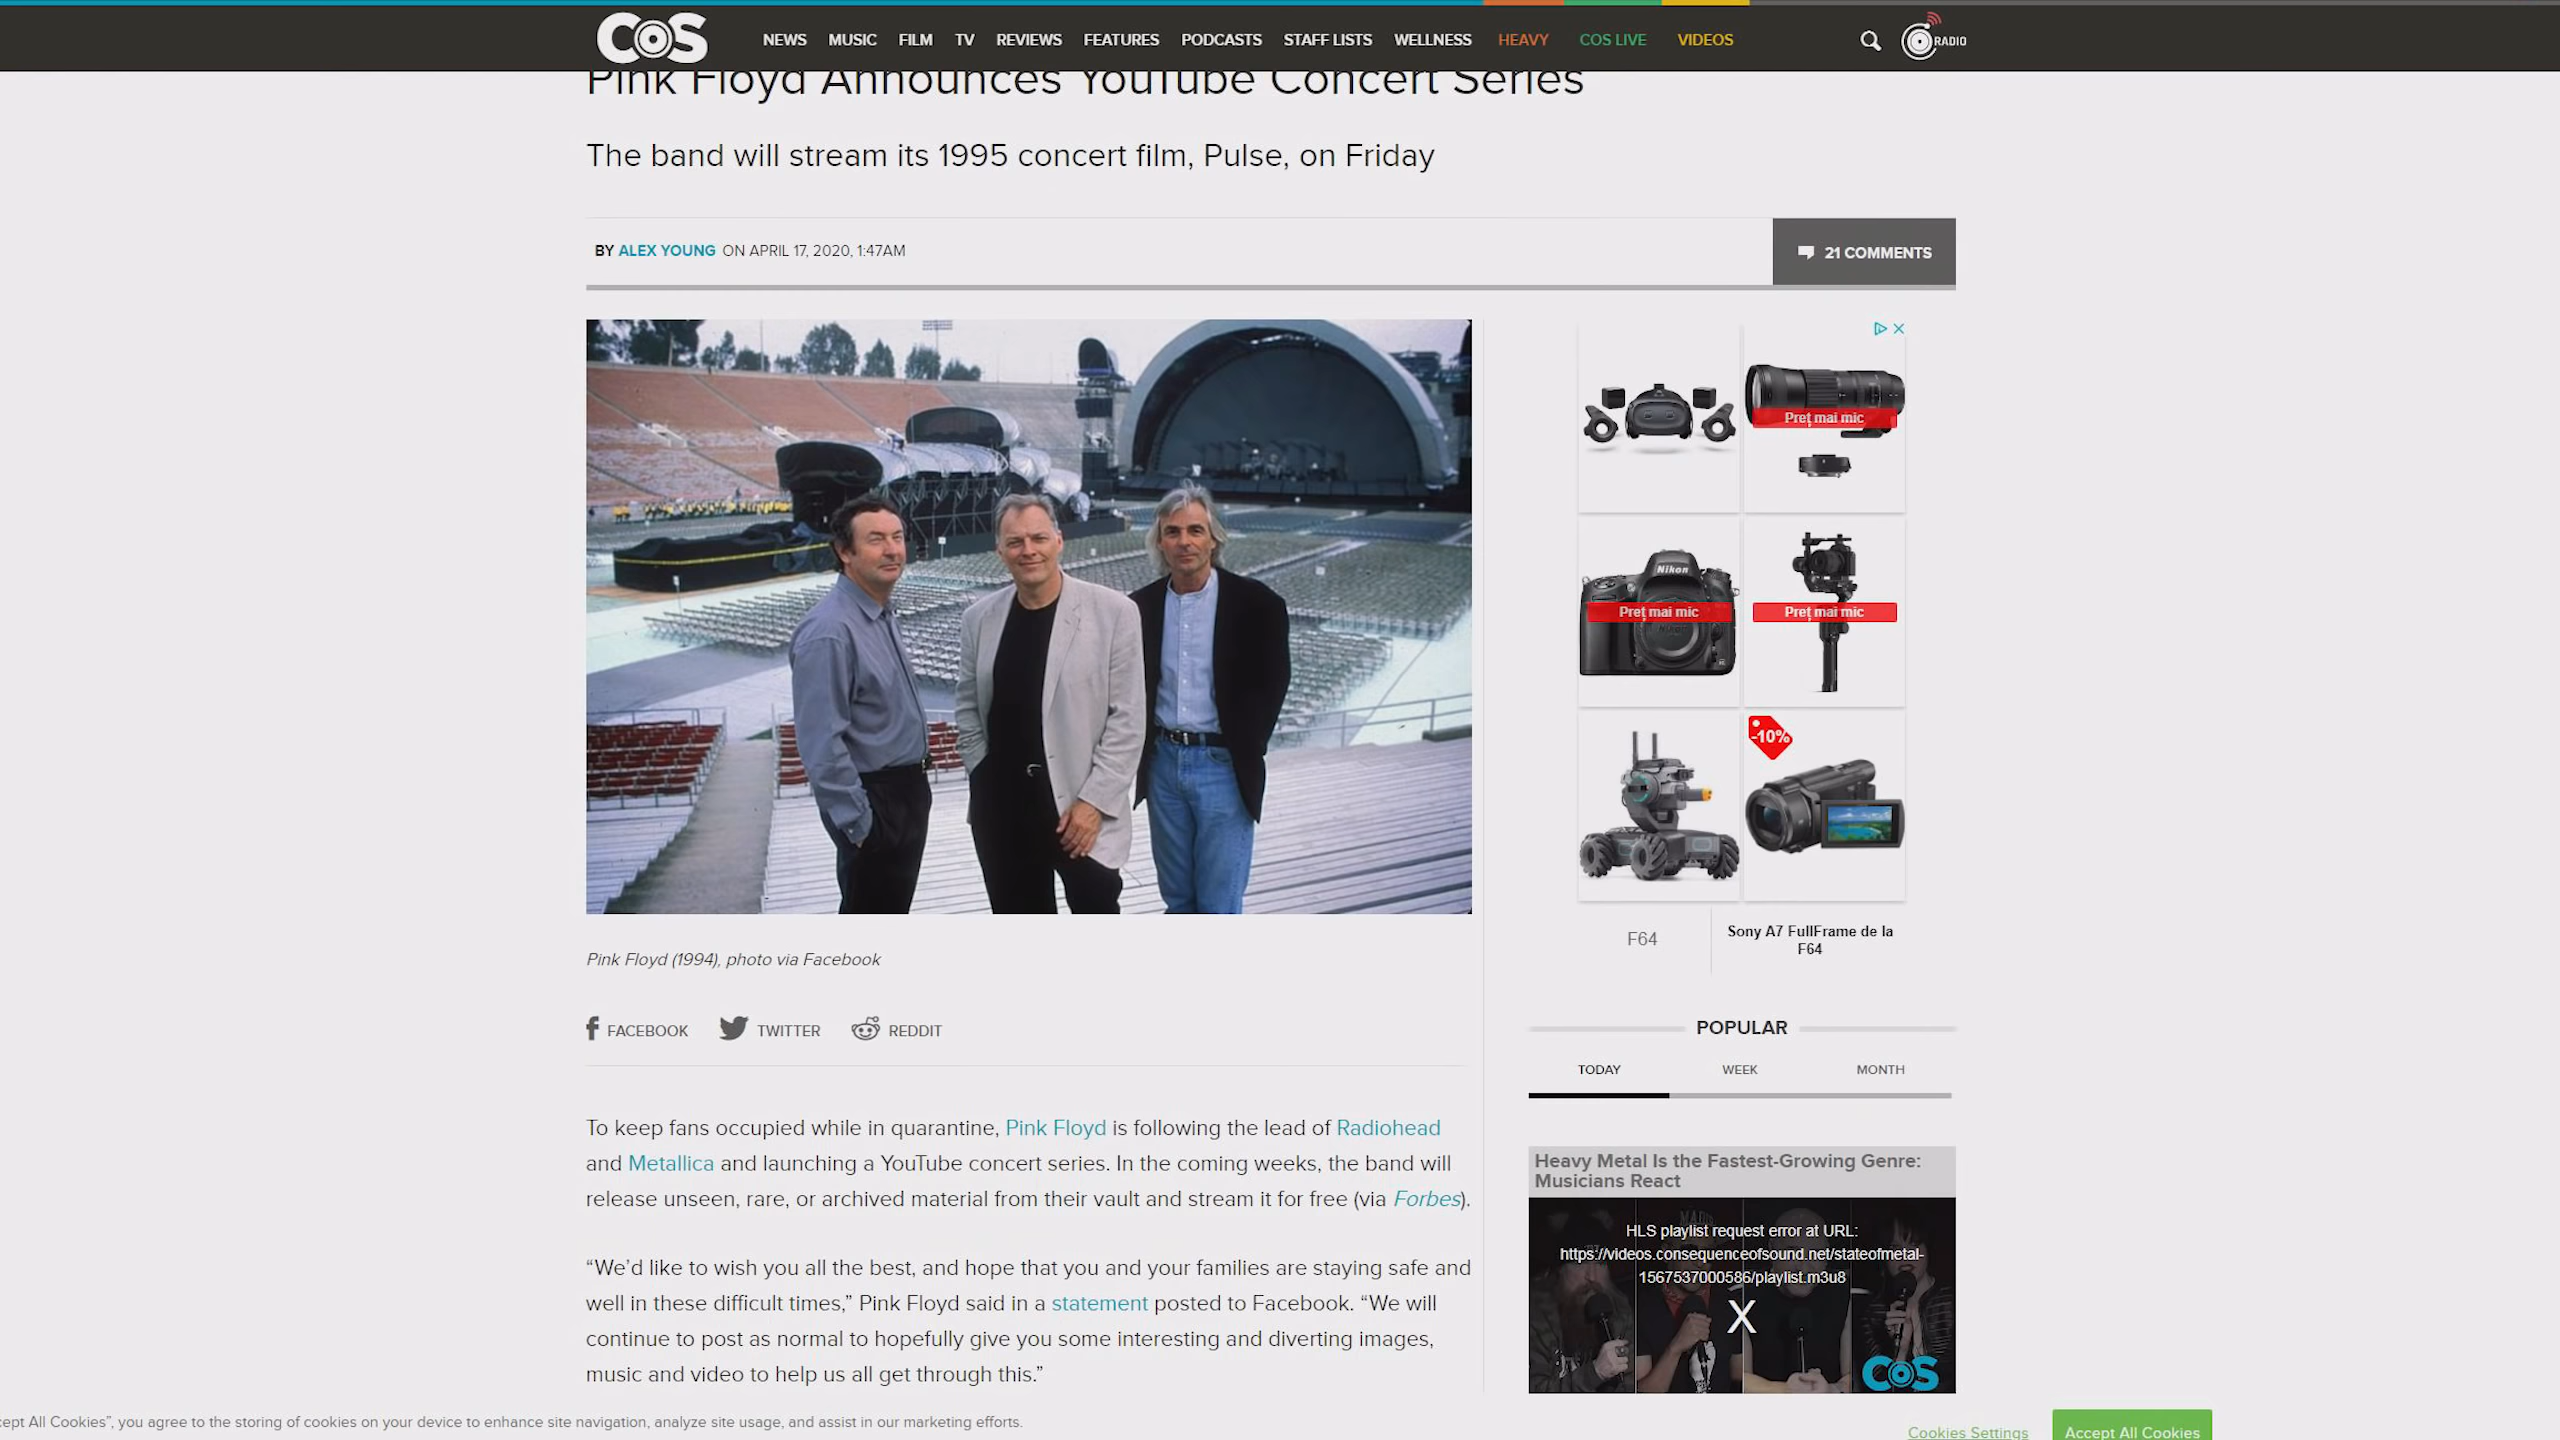 COS NEWS MUSIC FILM TV REVIEWS FEATURES PODCASTS STAFF LISTS WELLNESS HEAVY COS LIVE VIDEOS RADIO
Pink Floyd Announces YouTube Concert Series
The band will stream its 1995 concert film, Pulse, on Friday
BY ALEX YOUNG ON APRIL 17, 2020, 1:47AM
21 COMMENTS
Pink Floyd (1994), photo via Facebook
FACEBOOK TWITTER REDDIT
To keep fans occupied while in quarantine, Pink Floyd is following the lead of Radiohead
and Metallica and launching a YouTube concert series. In the coming weeks, the band will
release unseen, rare, or archived material from their vault and stream it for free (via Forbes).
“We’d like to wish you all the best, and hope that you and your families are staying safe and
well in these difficult times,” Pink Floyd said in a statement posted to Facebook. “We will
continue to post as normal to hopefully give you some interesting and diverting images,
music and video to help us all get through this.”
Preț mai mic
Nikon
Preț mai mic
Preț mai mic
-10%
F64
Sony A7 FullFrame de la
F64
POPULAR
TODAY WEEK MONTH
Heavy Metal Is the Fastest-Growing Genre:
Musicians React
HLS playlist request error at URL:
https://videos.consequenceofsound.net/stateofmetal-
1567537000586/playlist.m3u8
X
COS
cept All Cookies”, you agree to the storing of cookies on your device to enhance site navigation, analyze site usage, and assist in our marketing efforts.
Cookies Settings
Accept All Cookies